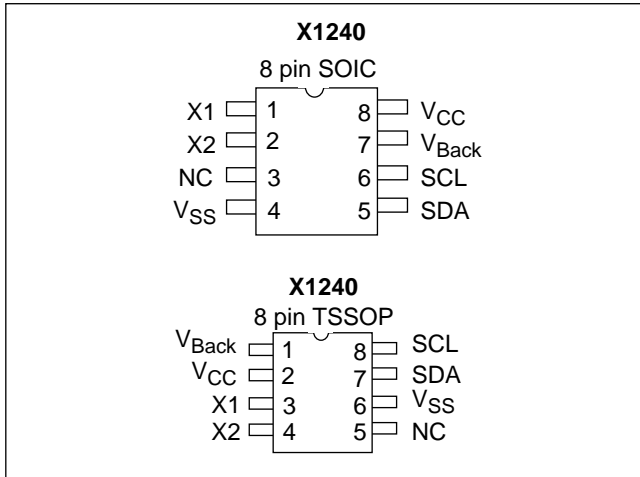 X1240
8 pin SOIC
X1 1 8 VCC
X2 2 7 VBack
NC 3 6 SCL
VSS 4 5 SDA
X1240
8 pin TSSOP
VBack 1 8 SCL
VCC 2 7 SDA
X1 3 6 VSS
X2 4 5 NC